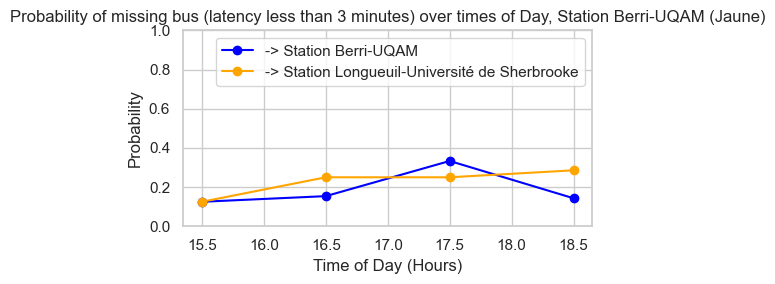 Probability of missing bus (latency less than 3 minutes) over times of Day, Station Berri-UQAM (Jaune)
-> Station Berri-UQAM
-> Station Longueuil-Université de Sherbrooke
Probability
1.0
0.8
0.6
0.4
0.2
0.0
15.5 16.0 16.5 17.0 17.5 18.0 18.5
Time of Day (Hours)